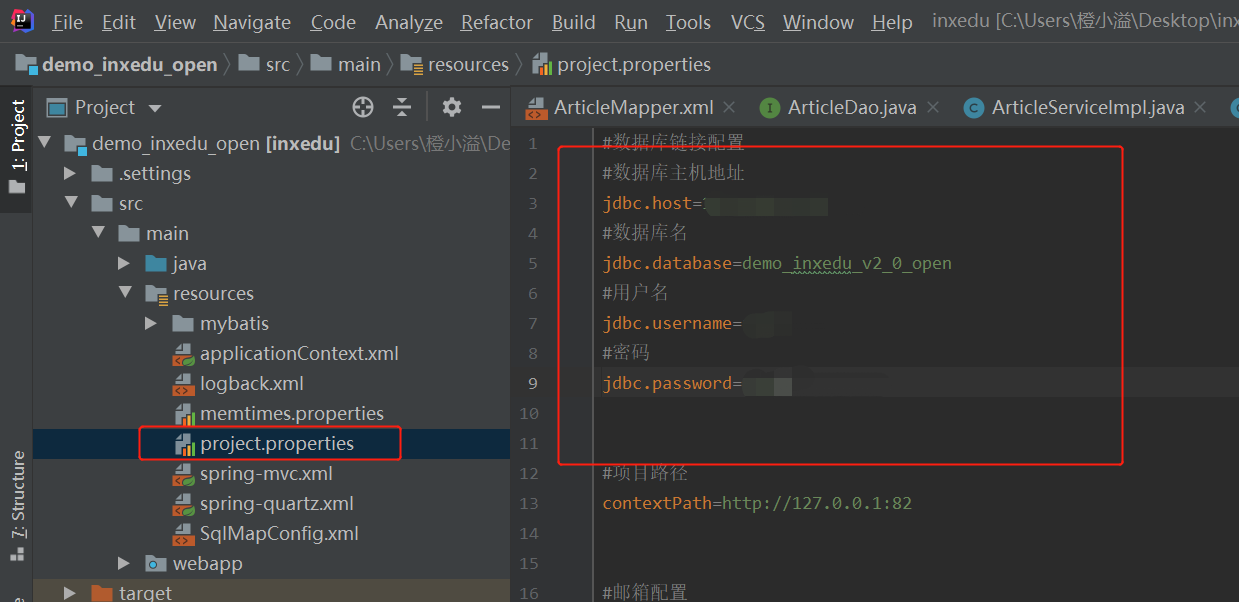 File Edit View Navigate Code Analyze Refactor Build Run Tools VCS Window Help inxedu [C:\Users\橙小溢\Desktop\inx
demo_inxedu_open src main resources project.properties
1: Project
7: Structure
Project
demo_inxedu_open [inxedu] C:\Users\橙小溢\De
.settings
src
main
java
resources
mybatis
applicationContext.xml
logback.xml
memtimes.properties
project.properties
spring-mvc.xml
spring-quartz.xml
SqlMapConfig.xml
webapp
target
ArticleMapper.xml ArticleDao.java ArticleServiceImpl.java
1 #数据库链接配置
2 #数据库主机地址
3 jdbc.host=
4 #数据库名
5 jdbc.database=demo_inxedu_v2_0_open
6 #用户名
7 jdbc.username=
8 #密码
9 jdbc.password=
10
11
12 #项目路径
13 contextPath=http://127.0.0.1:82
14
15
16 #邮箱配置